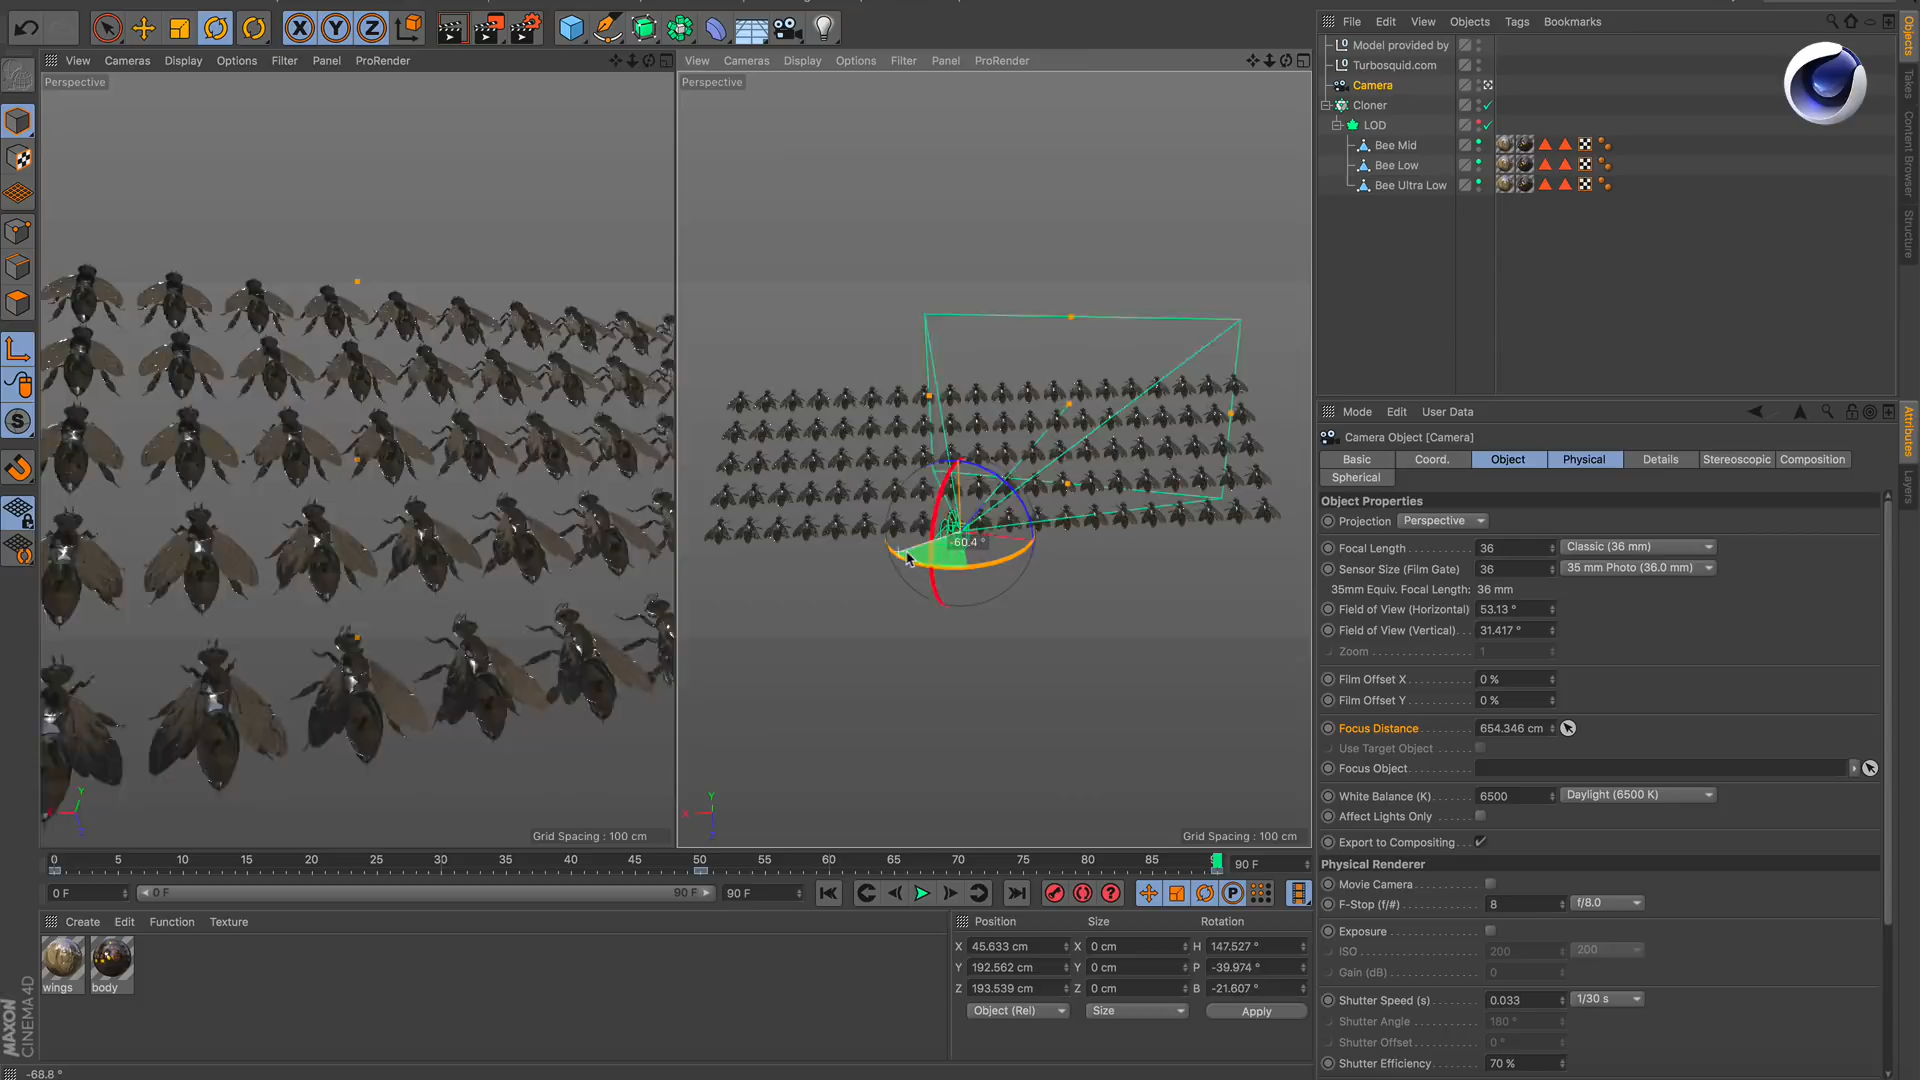 X Y Z
File Edit View Objects Tags Bookmarks
View Cameras Display Options Filter Panel ProRender
Perspective
Grid Spacing : 100 cm
View Cameras Display Options Filter Panel ProRender
Perspective
-60.4 °
Y
X
Grid Spacing : 100 cm
Model provided by
Turbosquid.com
Camera
Cloner
LOD
Bee Mid
Bee Low
Bee Ultra Low
Objects
Takes
Content Browser
Structure
Attributes
Layers
Mode Edit User Data
Camera Object [Camera]
Basic Coord. Object Physical Details Stereoscopic Composition
Spherical
Object Properties
Projection Perspective
Focal Length 36 Classic (36 mm)
Sensor Size (Film Gate) 36 35 mm Photo (36.0 mm)
35mm Equiv. Focal Length: 36 mm
Field of View (Horizontal) 53.13 °
Field of View (Vertical) 31.417 °
Zoom 1
Film Offset X 0 %
Film Offset Y 0 %
Focus Distance 654.346 cm
Use Target Object
Focus Object
White Balance (K) 6500 Daylight (6500 K)
Affect Lights Only
Export to Compositing
Physical Renderer
Movie Camera
F-Stop (f/#) 8 f/8.0
Exposure
ISO 200 200
Gain (dB) 0
Shutter Speed (s) 0.033 1/30 s
Shutter Angle 180 °
Shutter Offset 0 °
Shutter Efficiency 70 %
0 5 10 15 20 25 30 35 40 45 50 55 60 65 70 75 80 85 90 F
0 F 0 F 90 F 90 F
Create Edit Function Texture
wings body
Position Size Rotation
X 45.633 cm X 0 cm H 147.527 °
Y 192.562 cm Y 0 cm P -39.974 °
Z 193.539 cm Z 0 cm B -21.607 °
Object (Rel) Size Apply
MAXON
CINEMA 4D
-68.8 °